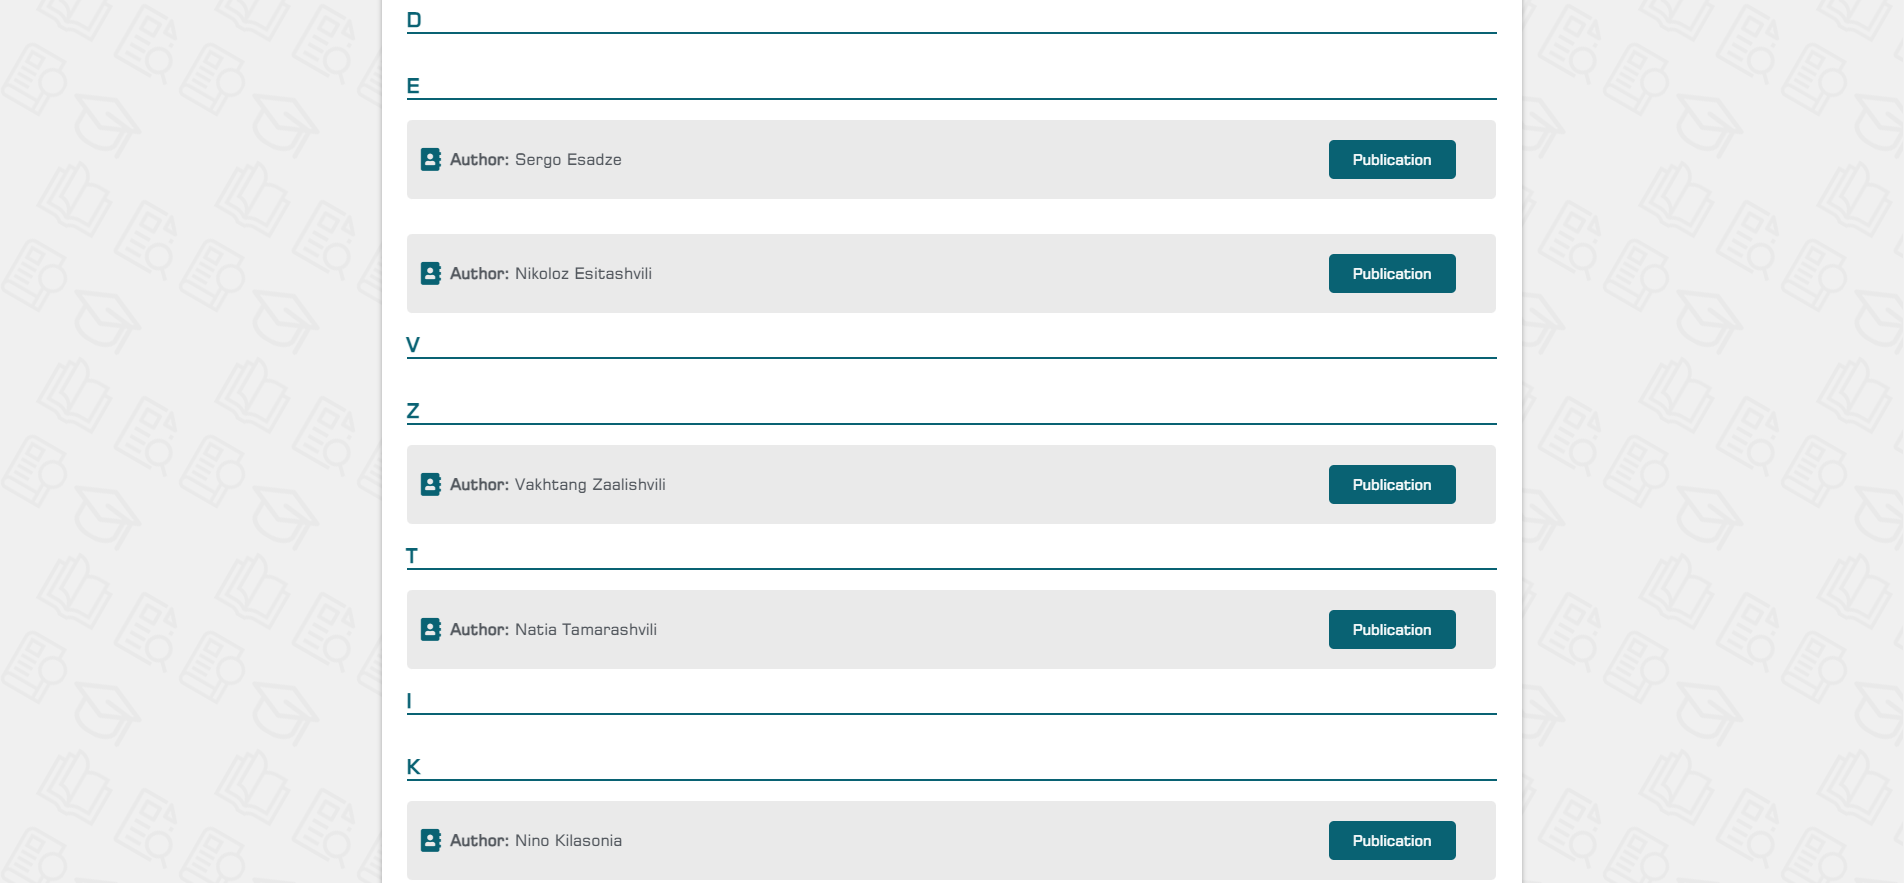 D
E
Author: Sergo Esadze
Publication
Author: Nikoloz Esitashvili
Publication
V
Z
Author: Vakhtang Zaalishvili
Publication
T
Author: Natia Tamarashvili
Publication
I
K
Author: Nino Kilasonia
Publication